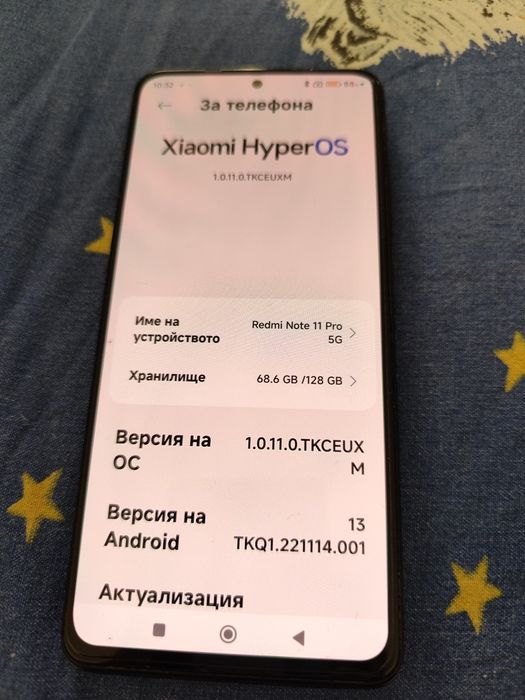 10:32
За телефона
Xiaomi HyperOS
1.0.11.0.TKCEUXM
Име на устройството
Redmi Note 11 Pro
5G
Хранилище
68.6 GB /128 GB
Версия на
ОС
1.0.11.0.TKCEUX
M
Версия на
Android
13
TKQ1.221114.001
Актуализация